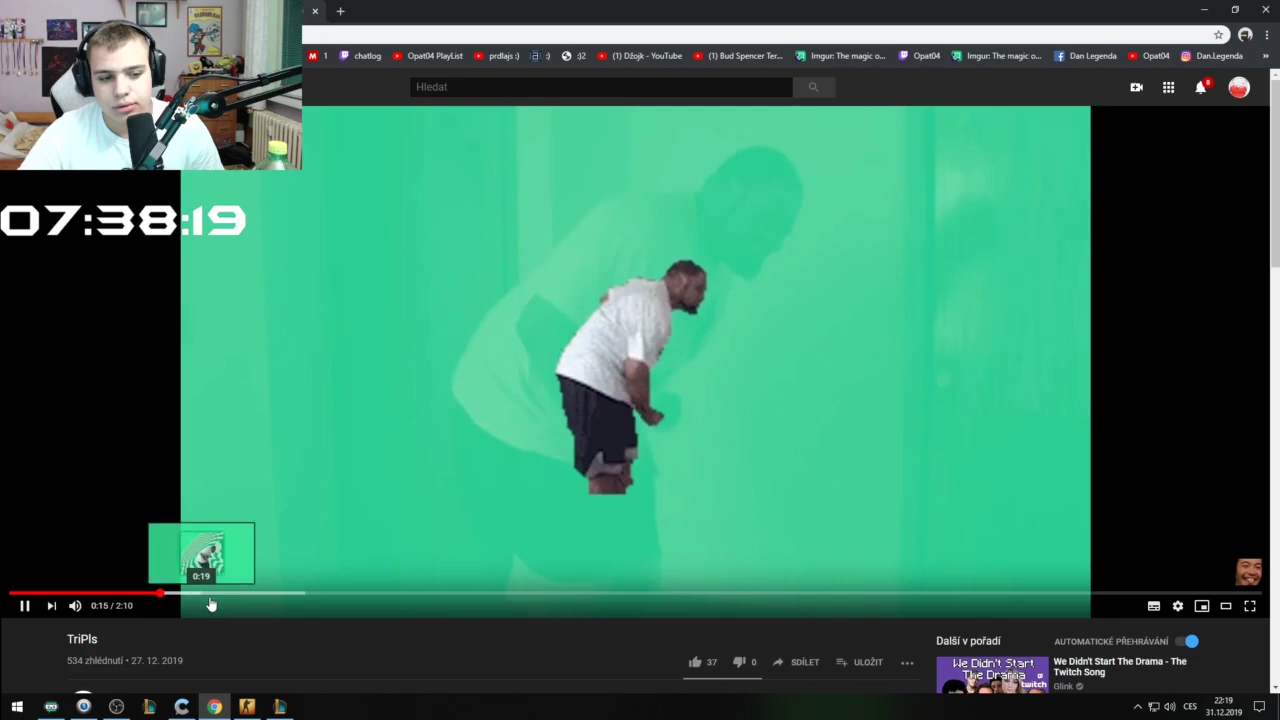 1
chatlog
Opat04 PlayList
prdlajs :)
:)
:)2
(1) Džojk - YouTube
(1) Bud Spencer Ter...
Imgur: The magic o...
Opat04
Imgur: The magic o...
Dan Legenda
Opat04
Dan.Legenda
»
Hledat
8
07:38:19
0:19
0:15 / 2:10
TriPls
534 zhlédnutí • 27. 12. 2019
37
0
SDÍLET
ULOŽIT
Další v pořadí
AUTOMATICKÉ PŘEHRÁVÁNÍ
We Didn't Start
The Drama
twitch
We Didn't Start The Drama - The
Twitch Song
Glink
CES
22:19
31.12.2019